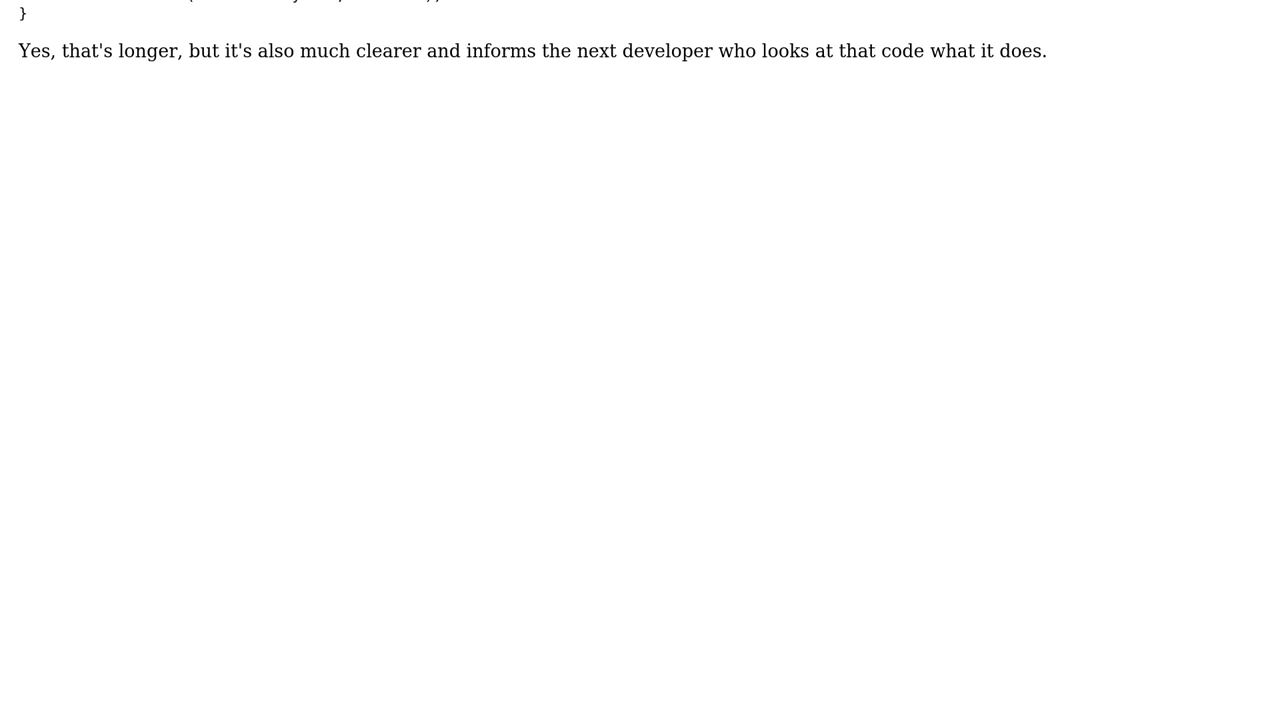 }
Yes, that's longer, but it's also much clearer and informs the next developer who looks at that code what it does.